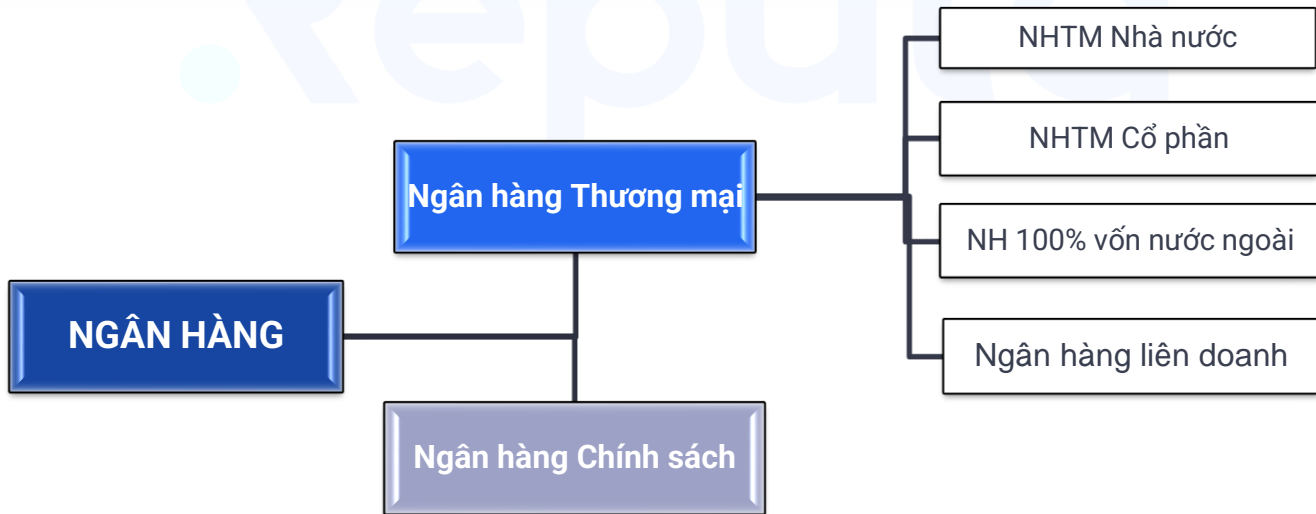 Reputa
NHTM Nhà nước
NHTM Cổ phần
Ngân hàng Thương mại
NH 100% vốn nước ngoài
NGÂN HÀNG
Ngân hàng liên doanh
Ngân hàng Chính sách